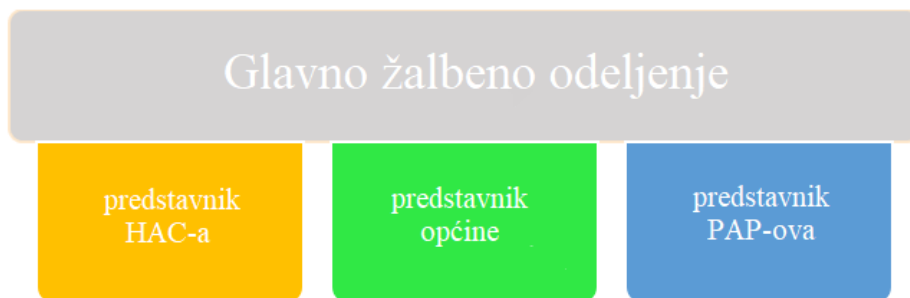 Glavno žalbeno odeljenje
predstavnik
HAC-a
predstavnik
općine
predstavnik
PAP-ova